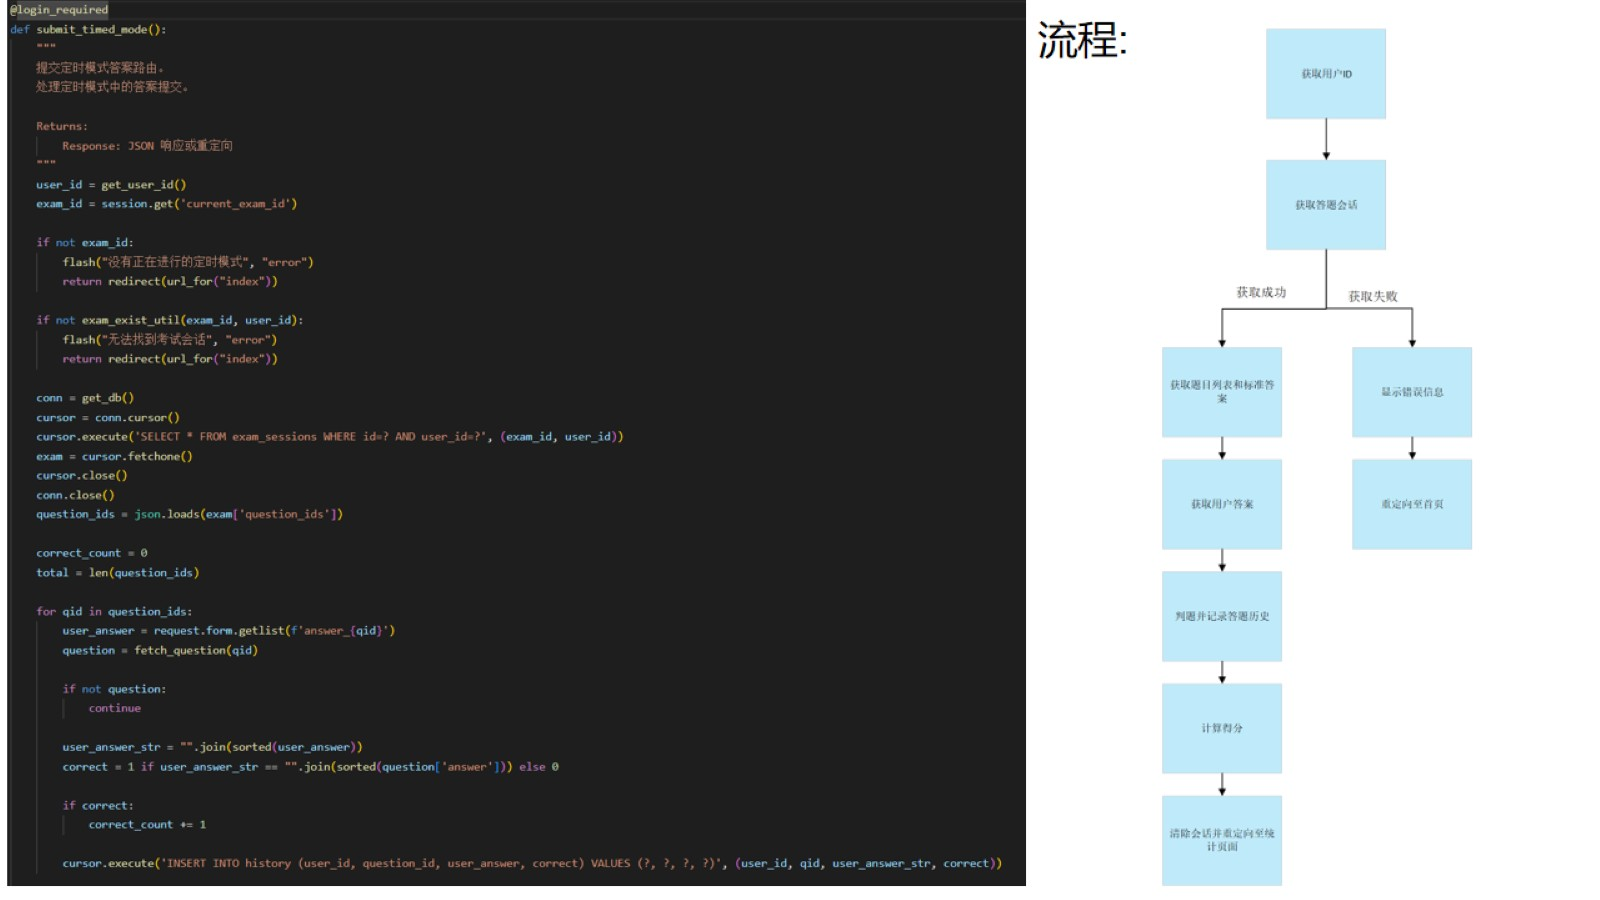 @login_required
def submit_timed_mode():
"""
提交定时模式答案路由。
处理定时模式中的答案提交。
Returns:
Response: JSON 响应或重定向
"""
user_id = get_user_id()
exam_id = session.get('current_exam_id')
if not exam_id:
flash("没有正在进行的定时模式", "error")
return redirect(url_for("index"))
if not exam_exist_util(exam_id, user_id):
flash("无法找到考试会话", "error")
return redirect(url_for("index"))
conn = get_db()
cursor = conn.cursor()
cursor.execute('SELECT * FROM exam_sessions WHERE id=? AND user_id=?', (exam_id, user_id))
exam = cursor.fetchone()
cursor.close()
conn.close()
question_ids = json.loads(exam['question_ids'])
correct_count = 0
total = len(question_ids)
for qid in question_ids:
user_answer = request.form.getlist(f'answer_{qid}')
question = fetch_question(qid)
if not question:
continue
user_answer_str = "".join(sorted(user_answer))
correct = 1 if user_answer_str == "".join(sorted(question['answer'])) else 0
if correct:
correct_count += 1
cursor.execute('INSERT INTO history (user_id, question_id, user_answer, correct) VALUES (?, ?, ?, ?)', (user_id, qid, user_answer_str, correct))
流程:
获取用户ID
获取答题会话
获取成功
获取失败
获取题目列表和标准答
案
显示错误信息
获取用户答案
重定向至首页
判题并记录答题历史
计算得分
清除会话并重定向至统
计页面